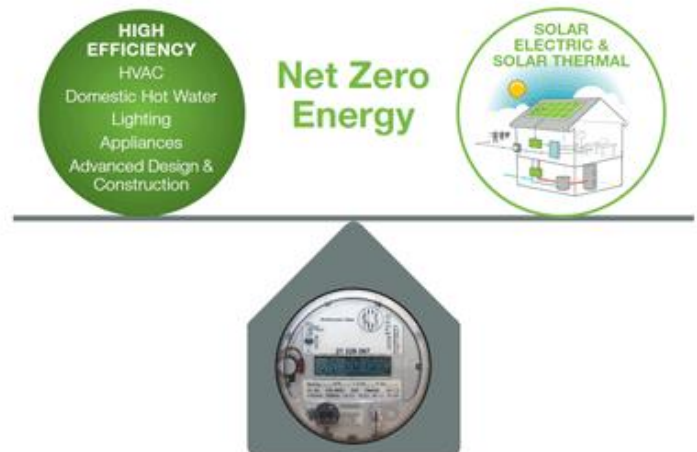 HIGH
EFFICIENCY
HVAC
Domestic Hot Water
Lighting
Appliances
Advanced Design &
Construction
Net Zero
Energy
SOLAR
ELECTRIC &
SOLAR THERMAL